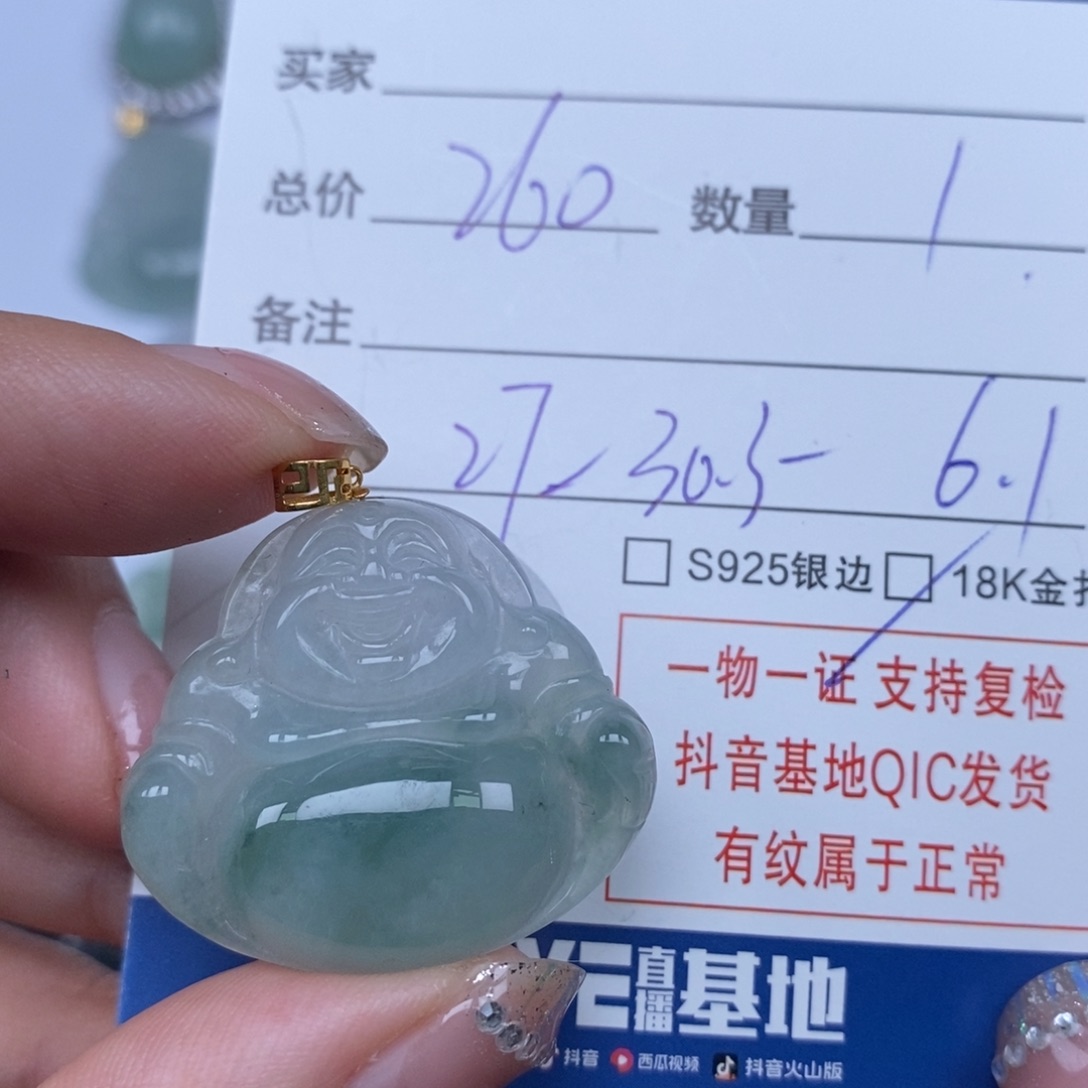 买家
总价 260 数量 1
备注
27-30.5-6.1
S925银边 18K金
一物一证 支持复检
抖音基地QIC发货
有纹属于正常
直播基地
抖音 西瓜视频 抖音火山版